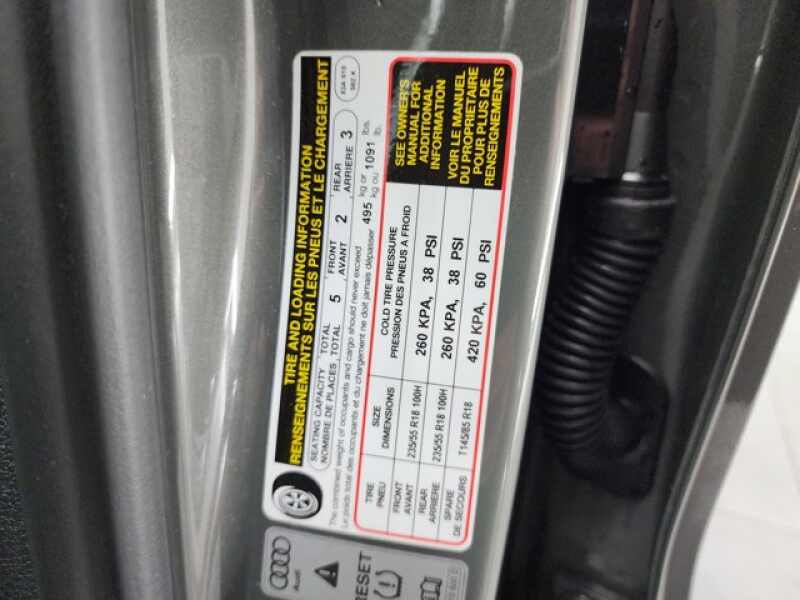 TIRE AND LOADING INFORMATION
RENSEIGNEMENTS SUR LES PNEUS ET LE CHARGEMENT
SEATING CAPACITY TOTAL 5 FRONT 2 REAR 3
NOMBRE DE PLACES TOTAL AVANT ARRIERE
The combined weight of occupants and cargo should never exceed 495 kg or 1091 lbs.
Le poids total des occupants et du chargement ne doit jamais dépasser kg ou lb.
TIRE SIZE COLD TIRE PRESSURE
PNEU DIMENSIONS PRESSION DES PNEUS A FROID
FRONT 235/55 R18 100H 260 KPA, 38 PSI
AVANT
REAR 235/55 R18 100H 260 KPA, 38 PSI
ARRIERE
SPARE T145/85 R18 420 KPA, 60 PSI
DE SECOURS
SEE OWNER'S
MANUAL FOR
ADDITIONAL
INFORMATION
VOIR LE MANUEL
DU PROPRIETAIRE
POUR PLUS DE
RENSEIGNEMENTS
Audi
RESET